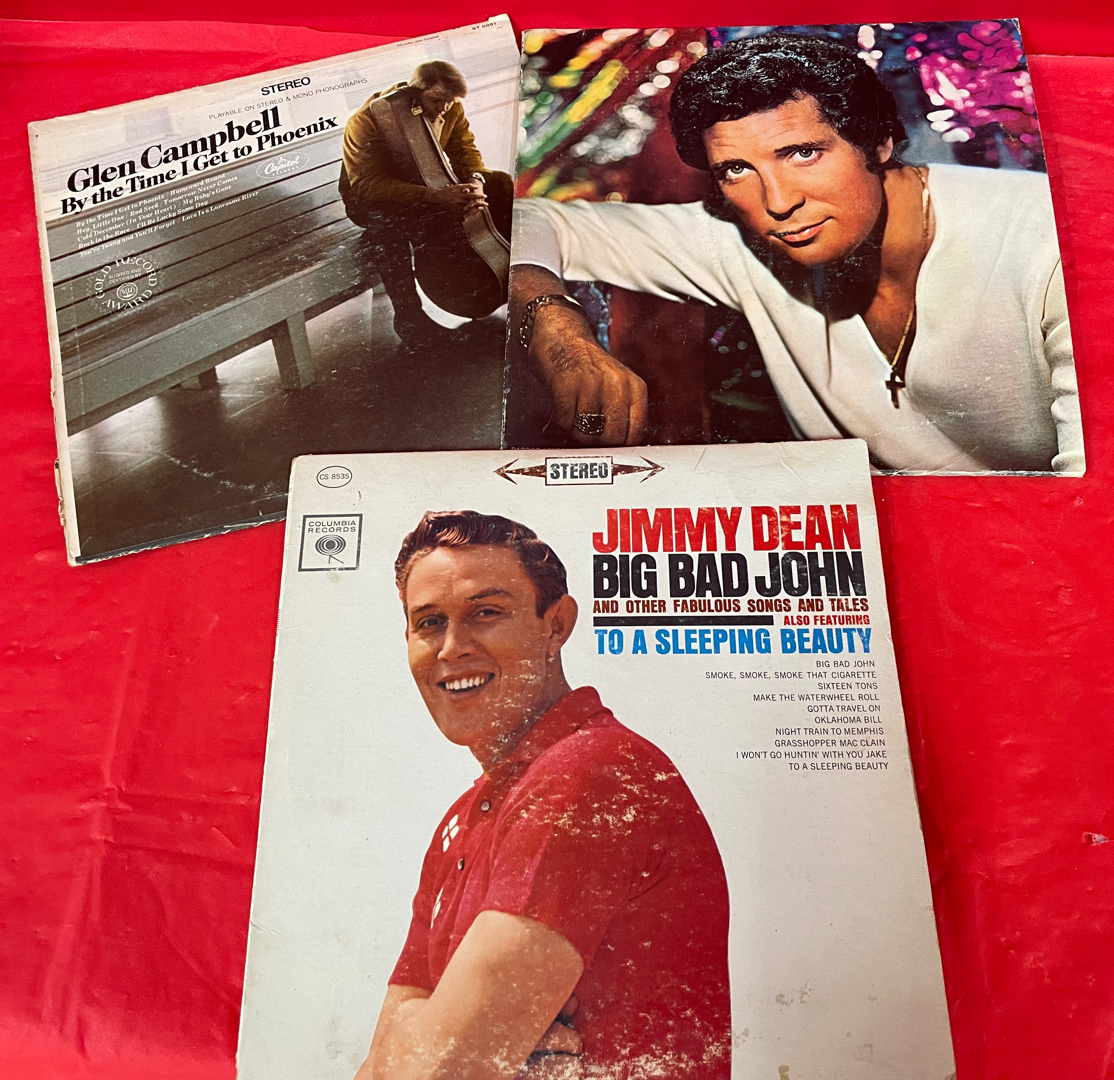 ST 2851
STEREO
PLAYABLE ON STEREO & MONO PHONOGRAPHS
Glen Campbell
By the Time I Get to Phoenix
Capitol
By the Time I Get to Phoenix · Homeward Bound
Hey, Little One · Bad Seed · Tomorrow Never Comes
Cold December (In Your Heart) · My Baby's Gone
Back in the Race · I'll Be Lucky Some Day
You're Young and You'll Forget · Love Is a Lonesome River
GOLD RECORD AWARD
AUDITED AND
CERTIFIED BY
CS 8535
STEREO
COLUMBIA
RECORDS
JIMMY DEAN
BIG BAD JOHN
AND OTHER FABULOUS SONGS AND TALES
ALSO FEATURING
TO A SLEEPING BEAUTY
BIG BAD JOHN
SMOKE, SMOKE, SMOKE THAT CIGARETTE
SIXTEEN TONS
MAKE THE WATERWHEEL ROLL
GOTTA TRAVEL ON
OKLAHOMA BILL
NIGHT TRAIN TO MEMPHIS
GRASSHOPPER MAC CLAIN
I WON'T GO HUNTIN' WITH YOU JAKE
TO A SLEEPING BEAUTY